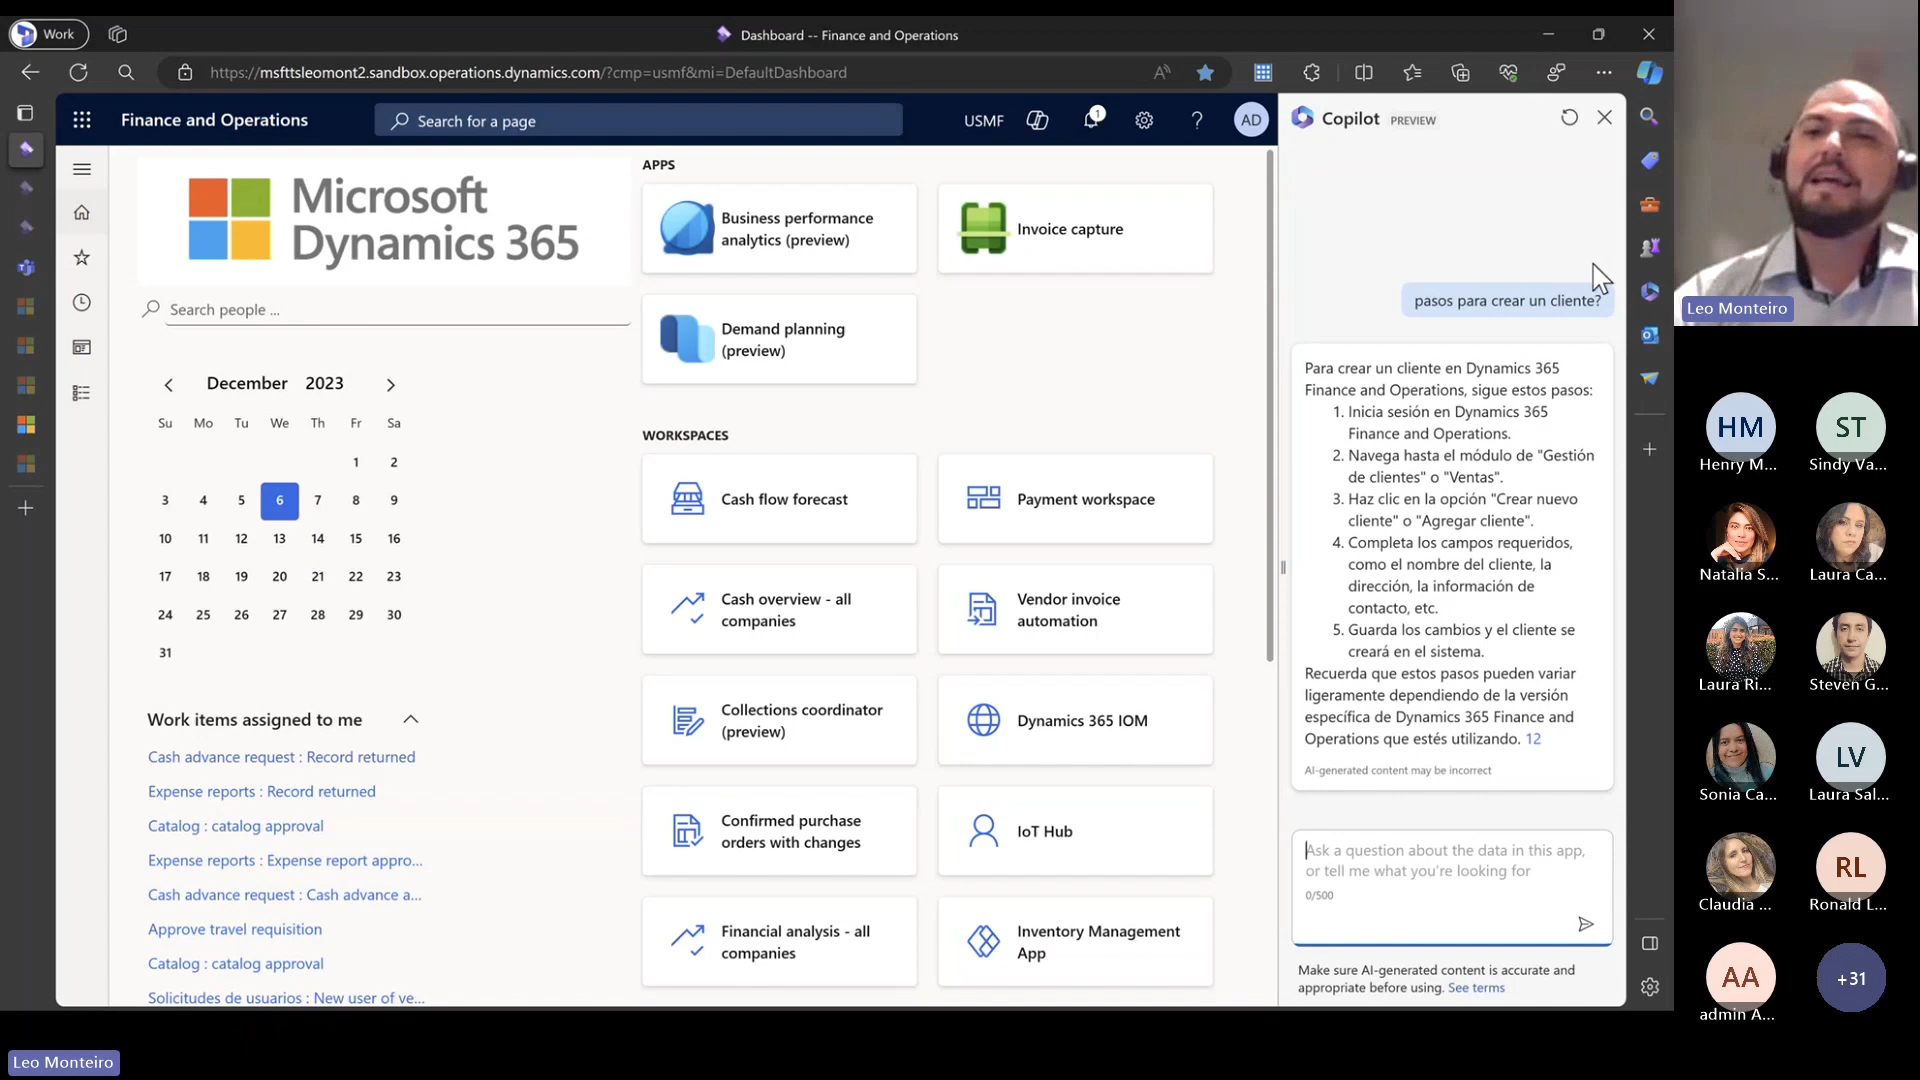 Work
Dashboard -- Finance and Operations
https://msfttsleomont2.sandbox.operations.dynamics.com/?cmp=usmf&mi=DefaultDashboard
Finance and Operations
Search for a page
USMF
1
AD
Microsoft
Dynamics 365
Search people ...
December 2023
Su Mo Tu We Th Fr Sa
1 2
3 4 5 6 7 8 9
10 11 12 13 14 15 16
17 18 19 20 21 22 23
24 25 26 27 28 29 30
31
Work items assigned to me
Cash advance request : Record returned
Expense reports : Record returned
Catalog : catalog approval
Expense reports : Expense report appro...
Cash advance request : Cash advance a...
Approve travel requisition
Catalog : catalog approval
Solicitudes de usuarios : New user of ve...
APPS
Business performance
analytics (preview)
Invoice capture
Demand planning
(preview)
WORKSPACES
Cash flow forecast
Payment workspace
Cash overview - all
companies
Vendor invoice
automation
Collections coordinator
(preview)
Dynamics 365 IOM
Confirmed purchase
orders with changes
IoT Hub
Financial analysis - all
companies
Inventory Management
App
Copilot PREVIEW
pasos para crear un cliente?
Para crear un cliente en Dynamics 365
Finance and Operations, sigue estos pasos:
1. Inicia sesión en Dynamics 365
Finance and Operations.
2. Navega hasta el módulo de "Gestión
de clientes" o "Ventas".
3. Haz clic en la opción "Crear nuevo
cliente" o "Agregar cliente".
4. Completa los campos requeridos,
como el nombre del cliente, la
dirección, la información de
contacto, etc.
5. Guarda los cambios y el cliente se
creará en el sistema.
Recuerda que estos pasos pueden variar
ligeramente dependiendo de la versión
específica de Dynamics 365 Finance and
Operations que estés utilizando. 12
AI-generated content may be incorrect
Ask a question about the data in this app,
or tell me what you're looking for
0/500
Make sure AI-generated content is accurate and
appropriate before using. See terms
Leo Monteiro
HM
Henry M...
ST
Sindy Va...
Natalia S...
Laura Ca...
Laura Ri...
Steven G...
Sonia Ca...
LV
Laura Sal...
Claudia ...
RL
Ronald L...
AA
admin A...
+31
Leo Monteiro